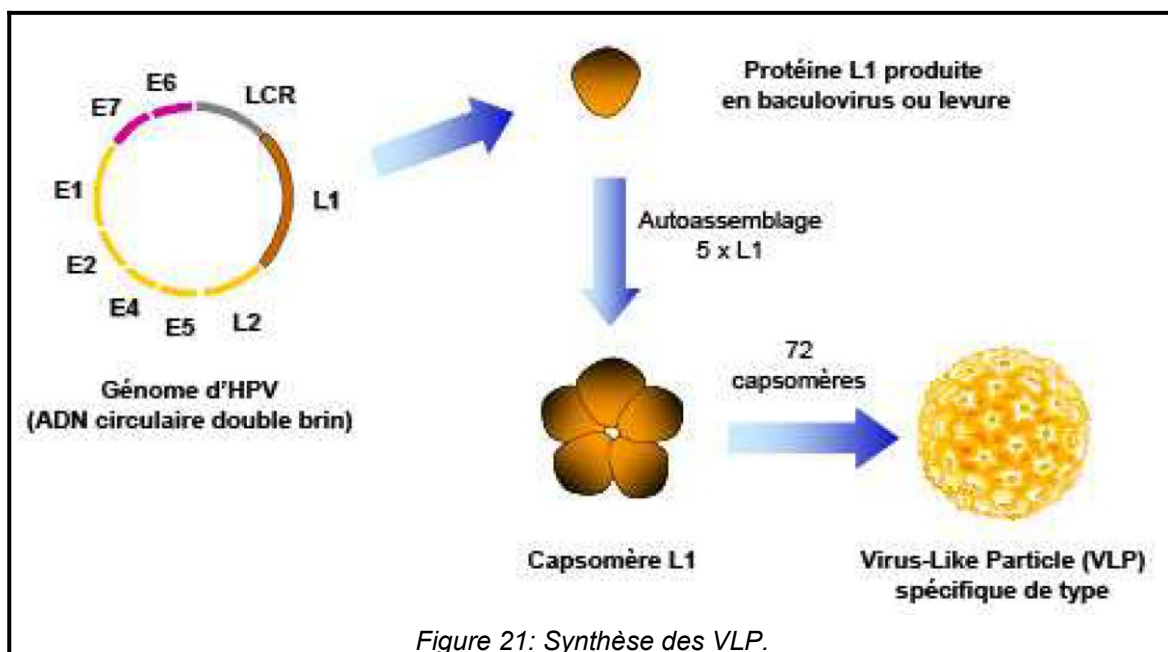 E6
LCR
E7
E1
L1
E2
E4
E5
L2
Génome d'HPV
(ADN circulaire double brin)
Protéine L1 produite
en baculovirus ou levure
Autoassemblage
5 x L1
Capsomère L1
72
capsomères
Virus-Like Particle (VLP)
spécifique de type
Figure 21: Synthèse des VLP.